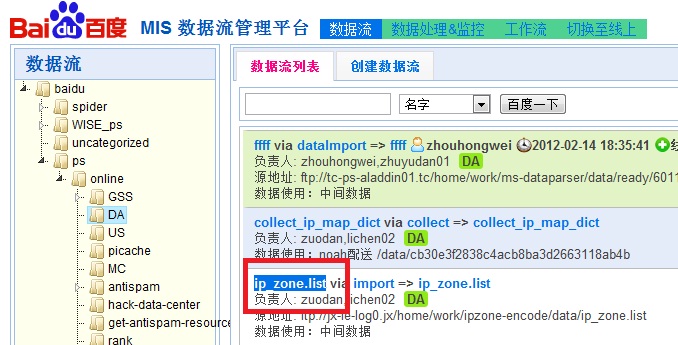 Bai du 百度 MIS 数据流管理平台 数据流 数据处理&监控 工作流 切换至线上
数据流
baidu
spider
WISE_ps
uncategorized
ps
online
GSS
DA
US
picache
MC
antispam
hack-data-center
get-antispam-resource
rank
数据流列表 创建数据流
名字 百度一下
ffff via dataImport => ffff zhouhongwei 2012-02-14 18:35:41
负责人: zhouhongwei,zhuyudan01 DA
源地址: ftp://tc-ps-aladdin01.tc/home/work/ms-dataparser/data/ready/6011
数据使用: 中间数据
collect_ip_map_dict via collect => collect_ip_map_dict
负责人: zuodan,lichen02 DA
数据使用: noah配送 /data/cb30e3f2838c4acb8ba3d2663118ab4b
ip_zone.list via import => ip_zone.list
负责人: zuodan,lichen02 DA
源地址: ftp://jx-ie-log0.jx/home/work/ipzone-encode/data/ip_zone.list
数据使用: 中间数据